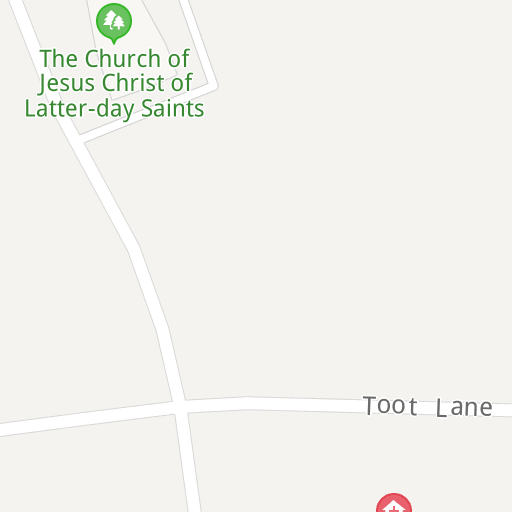 The Church of
Jesus Christ of
Latter-day Saints
Toot Lane